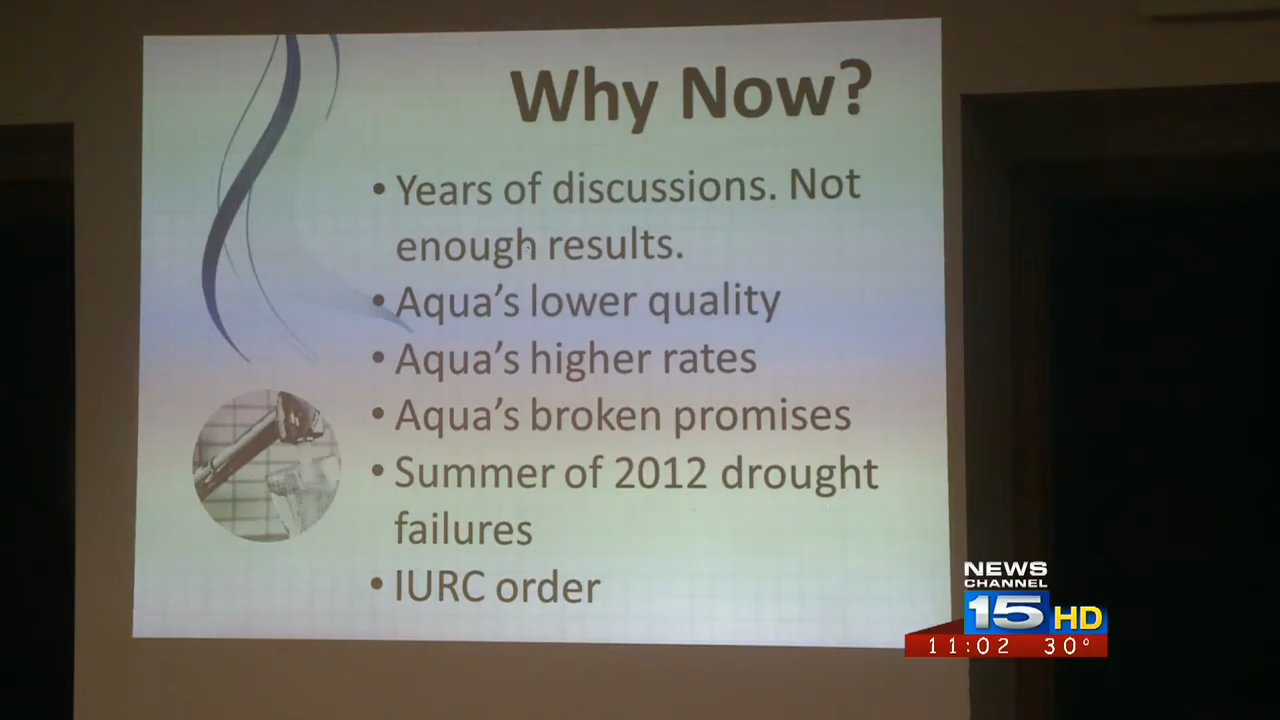 Why Now?
• Years of discussions. Not
enough results.
• Aqua's lower quality
• Aqua's higher rates
• Aqua's broken promises
• Summer of 2012 drought
failures
• IURC order
NEWS
CHANNEL
15 HD
11:02 30°